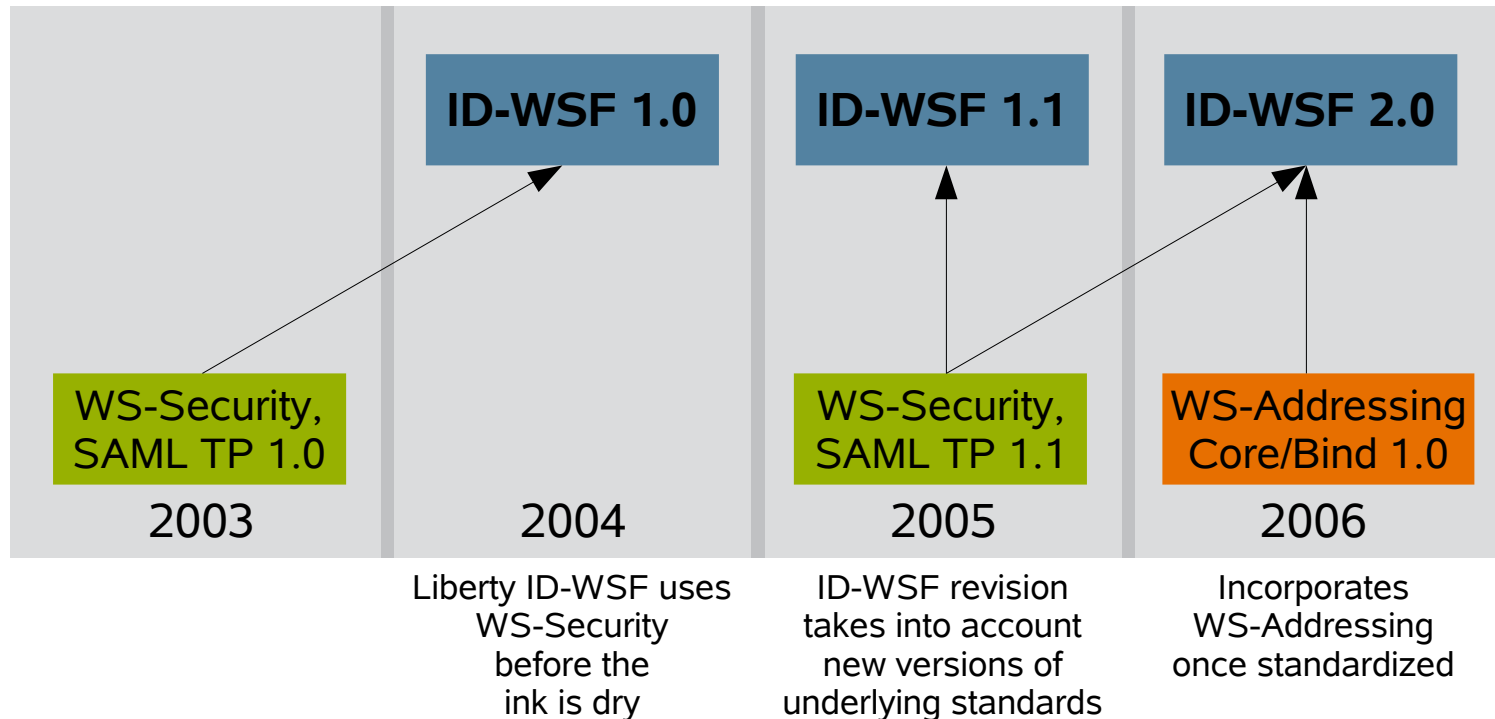 ID-WSF 1.0
ID-WSF 1.1
ID-WSF 2.0
WS-Security,
SAML TP 1.0
WS-Security,
SAML TP 1.1
WS-Addressing
Core/Bind 1.0
2003
2004
2005
2006
Liberty ID-WSF uses
WS-Security
before the
ink is dry
ID-WSF revision
takes into account
new versions of
underlying standards
Incorporates
WS-Addressing
once standardized